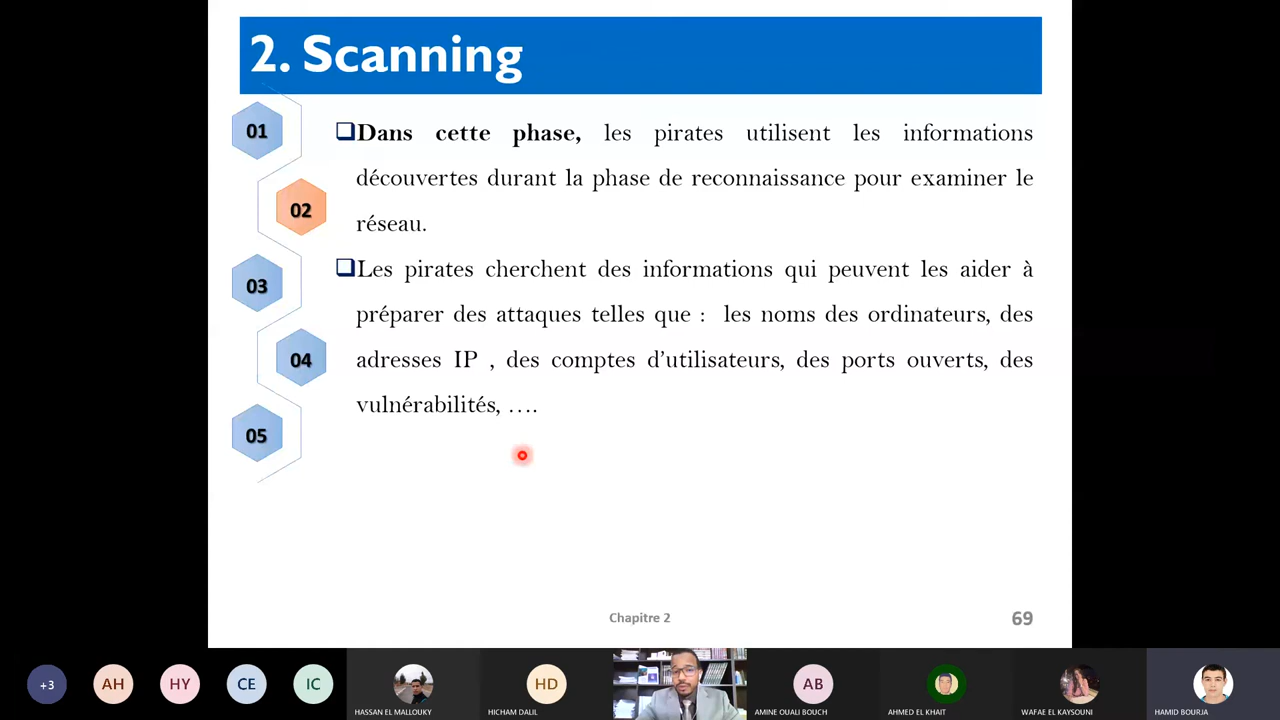 2. Scanning
01
02
03
04
05
Dans cette phase, les pirates utilisent les informations
découvertes durant la phase de reconnaissance pour examiner le
réseau.
Les pirates cherchent des informations qui peuvent les aider à
préparer des attaques telles que : les noms des ordinateurs, des
adresses IP , des comptes d’utilisateurs, des ports ouverts, des
vulnérabilités, ….
Chapitre 2
69
+3
AH
HY
CE
IC
HASSAN EL MALLOUKY
HD
HICHAM DALIL
AB
AMINE OUALI BOUCH
AHMED EL KHAIT
WAFAE EL KAYSOUNI
HAMID BOURJA